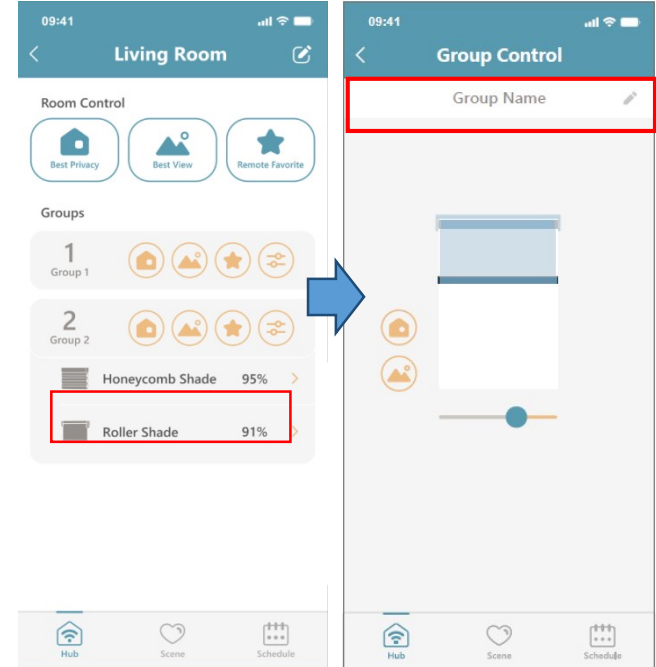 09:41
Living Room
Room Control
Best Privacy
Best View
Remote Favorite
Groups
1
Group 1
2
Group 2
Honeycomb Shade 95%
Roller Shade 91%
Hub
Scene
Schedule
09:41
Group Control
Group Name
Hub
Scene
Schedule